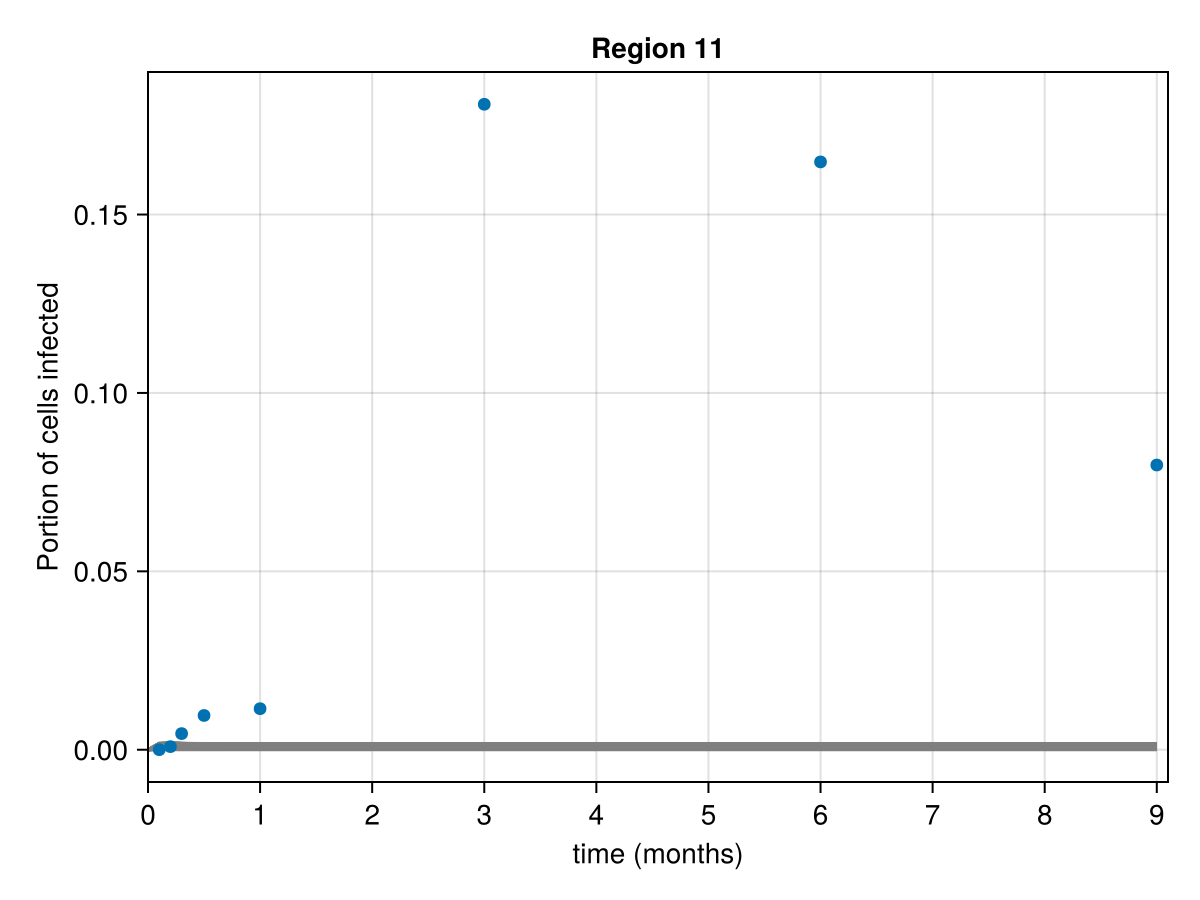 Region 11
Portion of cells infected
0.15
0.10
0.05
0.00
0 1 2 3 4 5 6 7 8 9
time (months)